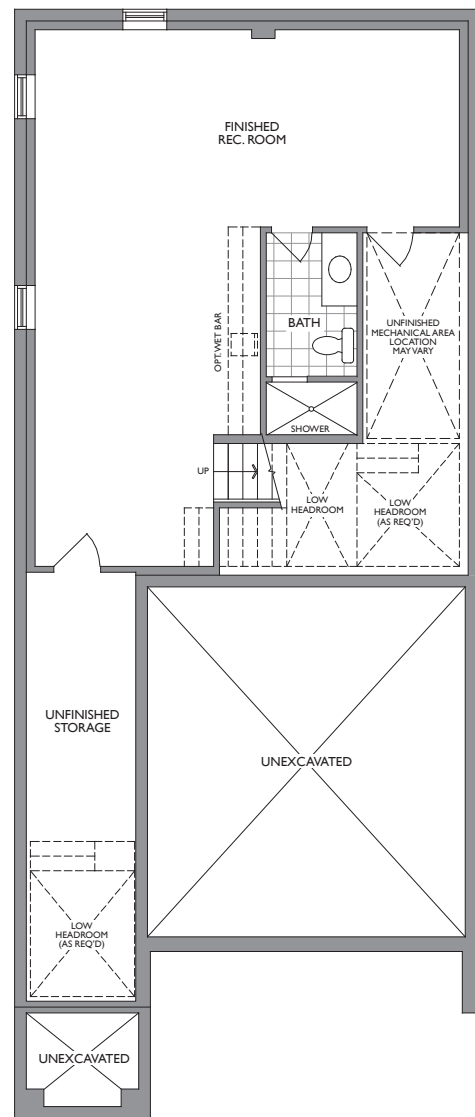 FINISHED
REC. ROOM
OPT. WET BAR
BATH
UNFINISHED
MECHANICAL AREA
LOCATION
MAY VARY
SHOWER
UP
LOW
HEADROOM
LOW
HEADROOM
(AS REQ'D)
UNFINISHED
STORAGE
UNEXCAVATED
LOW
HEADROOM
(AS REQ'D)
UNEXCAVATED